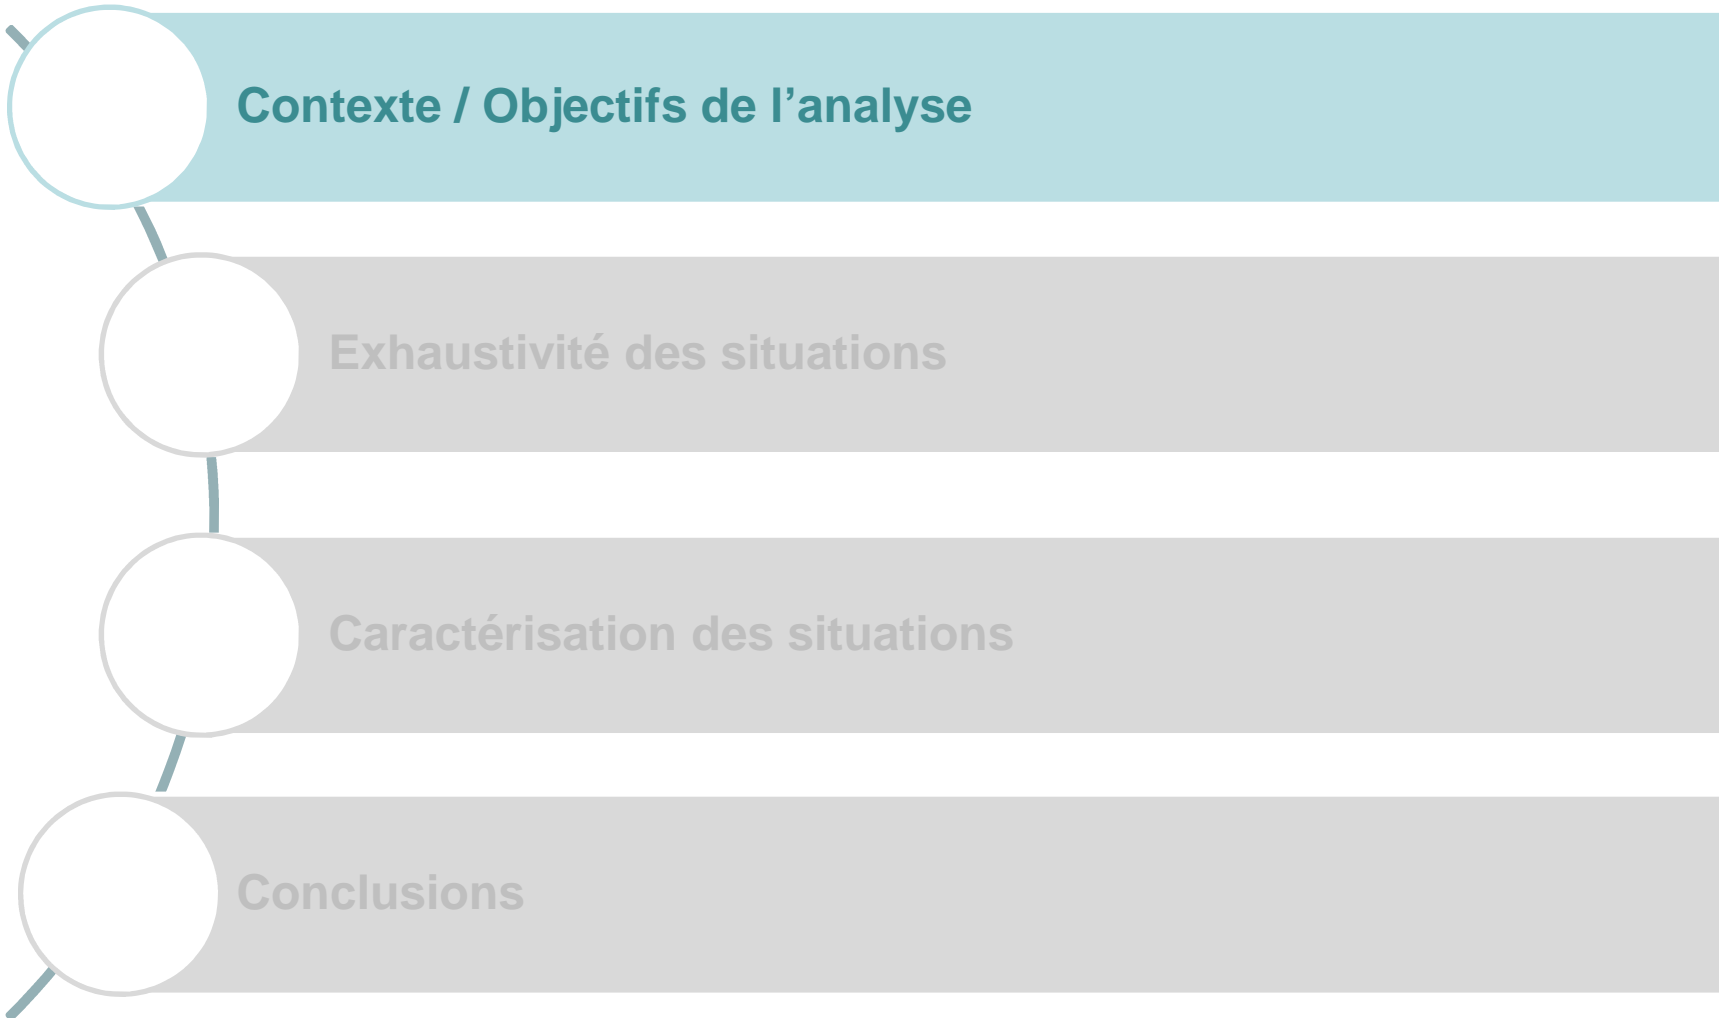 Contexte / Objectifs de l’analyse
Exhaustivité des situations
Caractérisation des situations
Conclusions